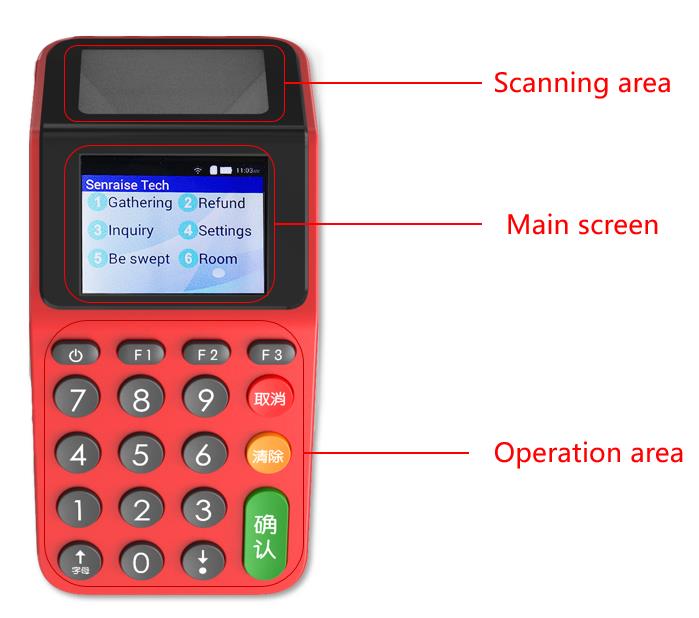 Scanning area
11:03AM
Senraise Tech
1 Gathering 2 Refund
3 Inquiry 4 Settings
5 Be swept 6 Room
Main screen
F1 F2 F3
7 8 9 取消
4 5 6 清除
Operation area
1 2 3 确认
↑ 字母 0 ↓ .